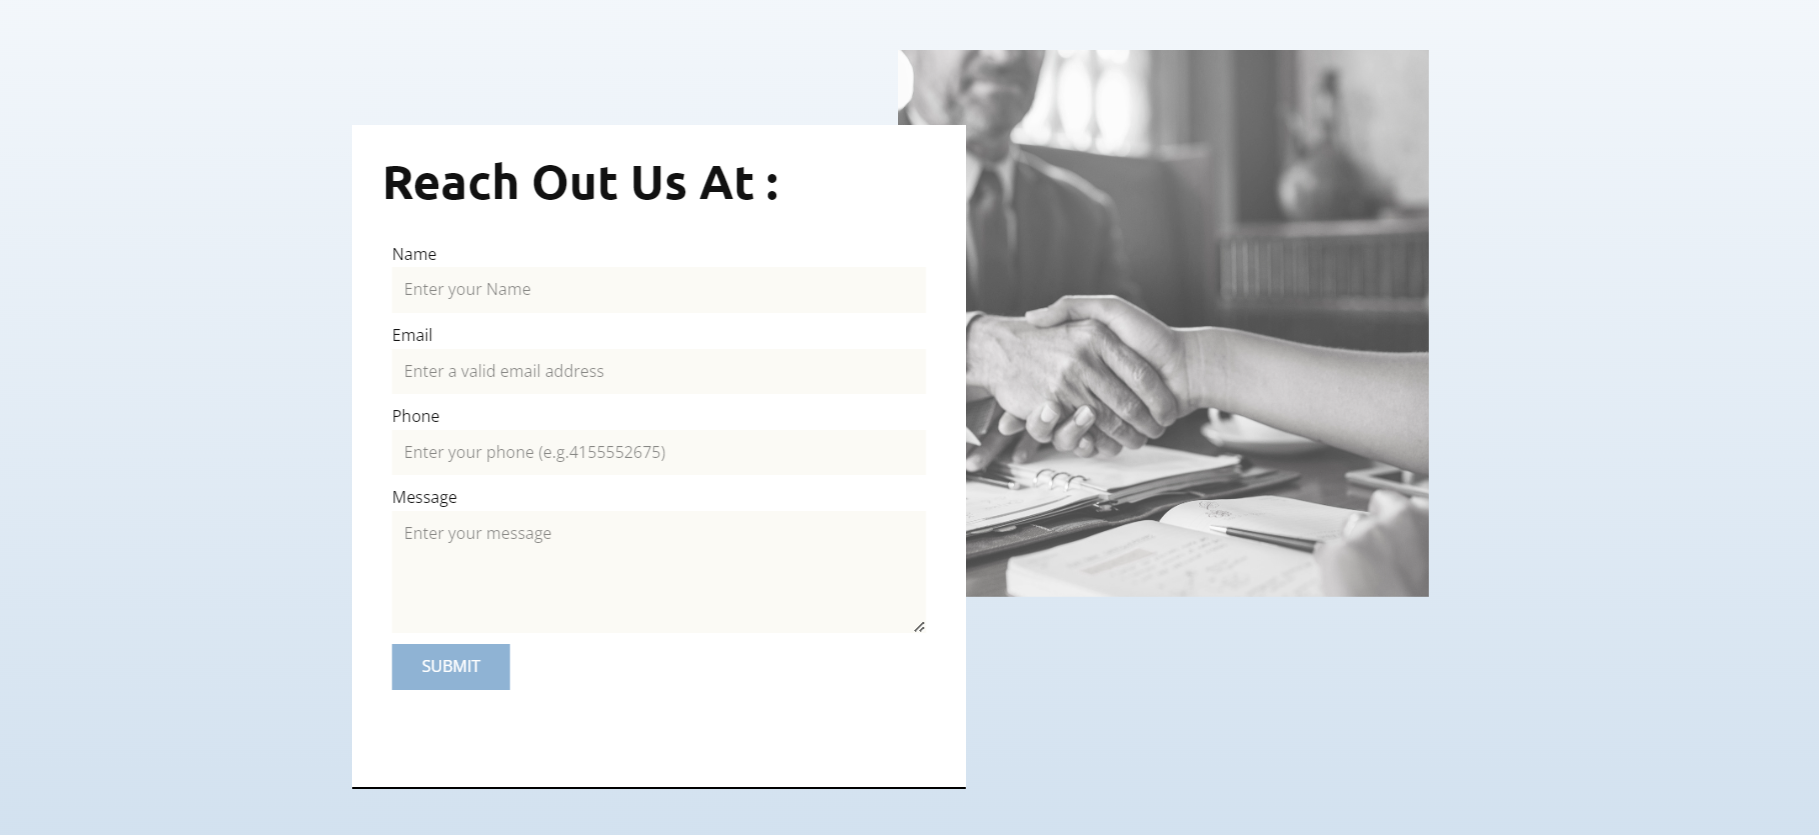 Reach Out Us At :
Name
Enter your Name
Email
Enter a valid email address
Phone
Enter your phone (e.g.4155552675)
Message
Enter your message
SUBMIT